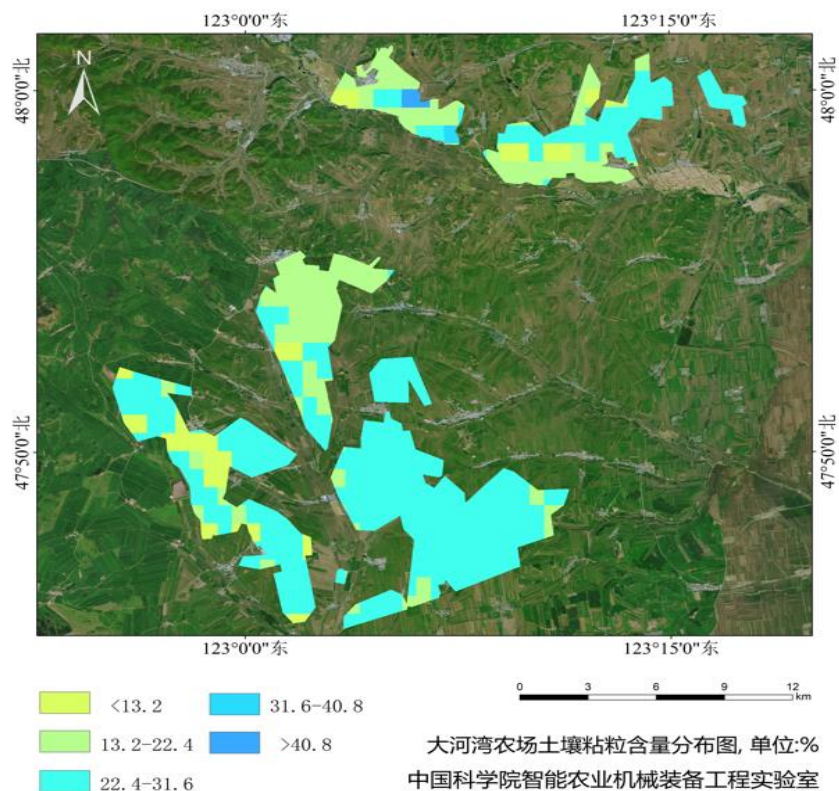 123°0'0"东
123°15'0"东
N
48°0'0"北
48°0'0"北
47°50'0"北
47°50'0"北
123°0'0"东
123°15'0"东
<13.2
31.6-40.8
13.2-22.4
>40.8
22.4-31.6
0 3 6 9 12
km
大河湾农场土壤粘粒含量分布图, 单位:%
中国科学院智能农业机械装备工程实验室